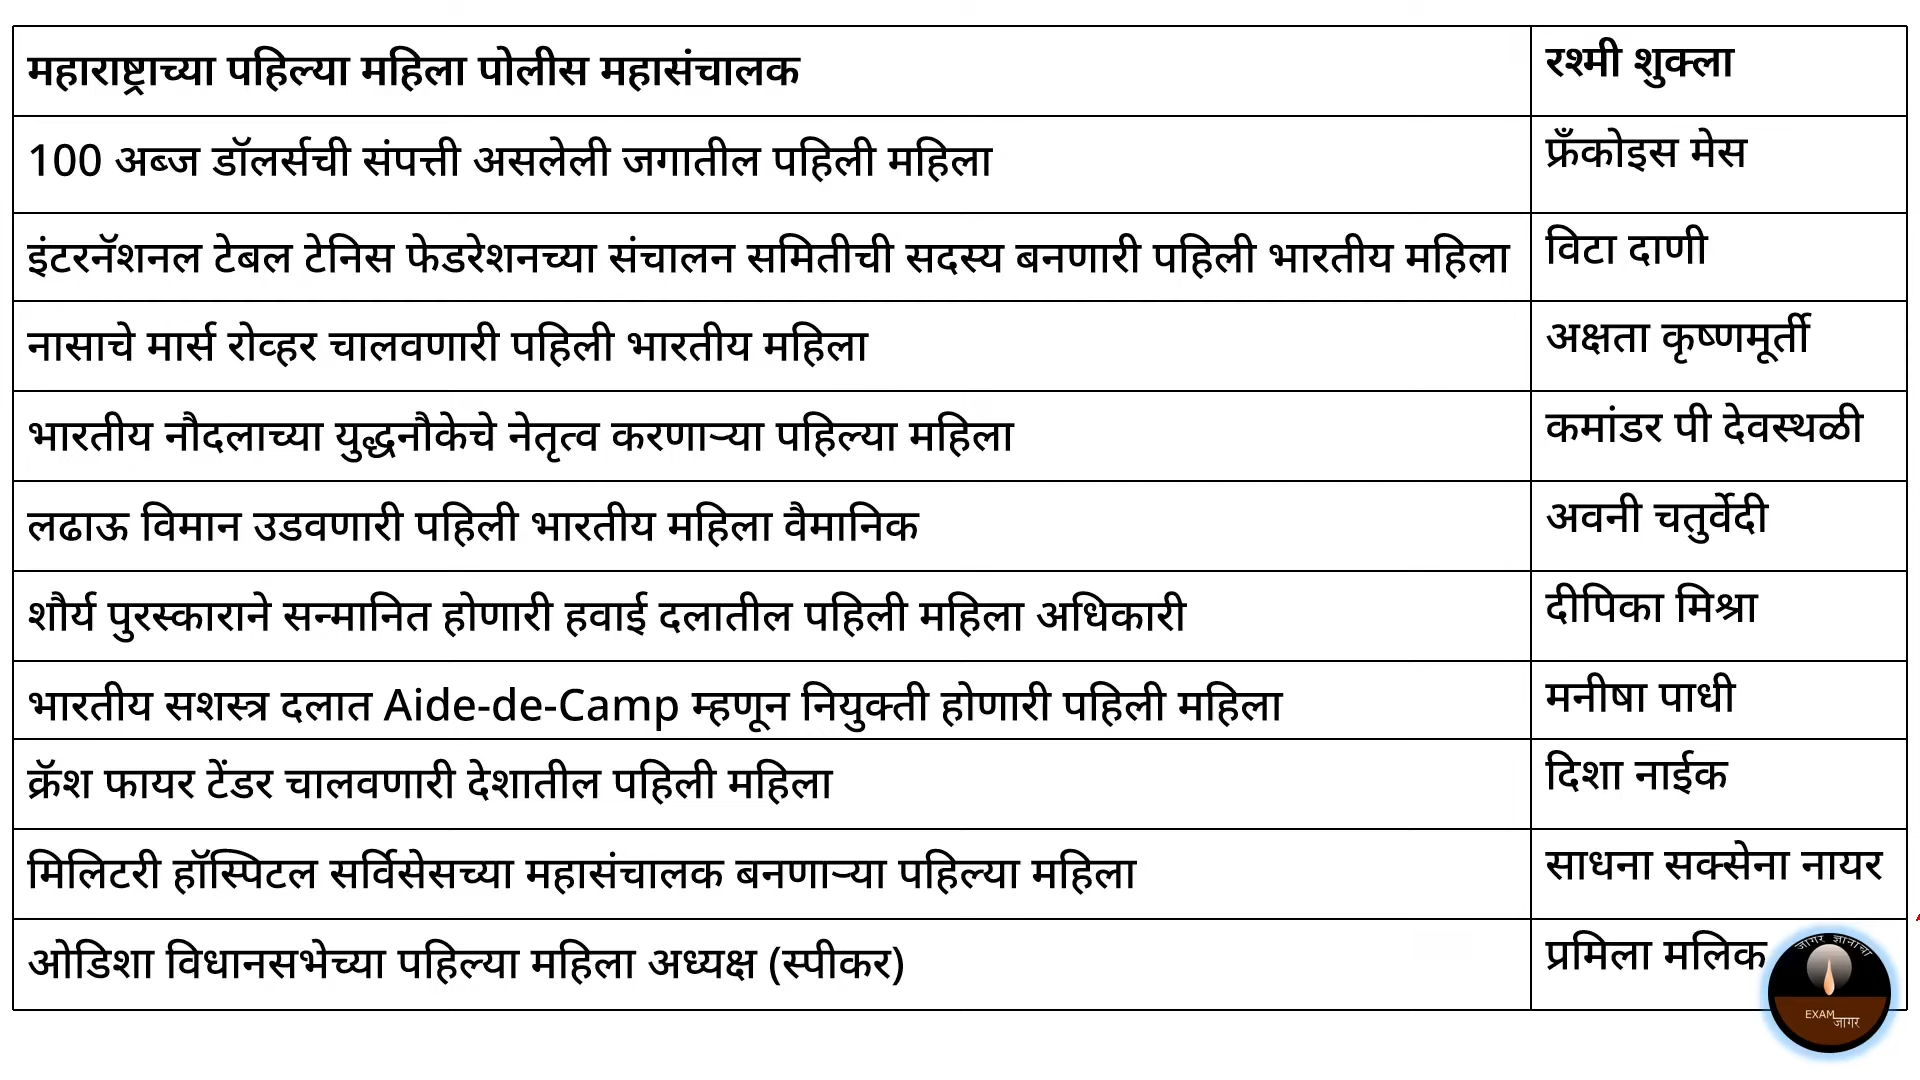 महाराष्ट्राच्या पहिल्या महिला पोलीस महासंचालक रश्मी शुक्ला
100 अब्ज डॉलर्सची संपत्ती असलेली जगातील पहिली महिला फ्रँकोइस मेस
इंटरनॅशनल टेबल टेनिस फेडरेशनच्या संचालन समितीची सदस्य बनणारी पहिली भारतीय महिला विटा दाणी
नासाचे मार्स रोव्हर चालवणारी पहिली भारतीय महिला अक्षता कृष्णमूर्ती
भारतीय नौदलाच्या युद्धनौकेचे नेतृत्व करणाऱ्या पहिल्या महिला कमांडर पी देवस्थळी
लढाऊ विमान उडवणारी पहिली भारतीय महिला वैमानिक अवनी चतुर्वेदी
शौर्य पुरस्काराने सन्मानित होणारी हवाई दलातील पहिली महिला अधिकारी दीपिका मिश्रा
भारतीय सशस्त्र दलात Aide-de-Camp म्हणून नियुक्ती होणारी पहिली महिला मनीषा पाधी
क्रॅश फायर टेंडर चालवणारी देशातील पहिली महिला दिशा नाईक
मिलिटरी हॉस्पिटल सर्विसेसच्या महासंचालक बनणाऱ्या पहिल्या महिला साधना सक्सेना नायर
ओडिशा विधानसभेच्या पहिल्या महिला अध्यक्ष (स्पीकर) प्रमिला मलिक
जागर ज्ञानाचा
EXAM जागर